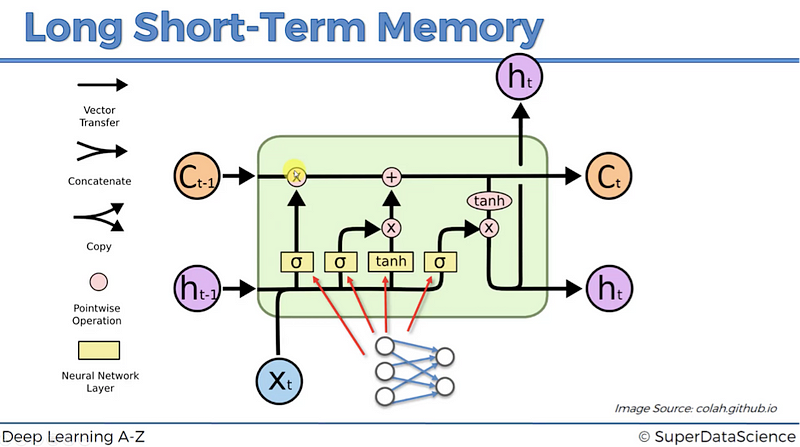 Long Short-Term Memory
Vector
Transfer
Concatenate
Copy
Pointwise
Operation
Neural Network
Layer
ht
Ct-1
x
+
Ct
tanh
x
x
σ
σ
tanh
σ
ht-1
ht
Xt
Image Source: colah.github.io
Deep Learning A-Z
© SuperDataScience